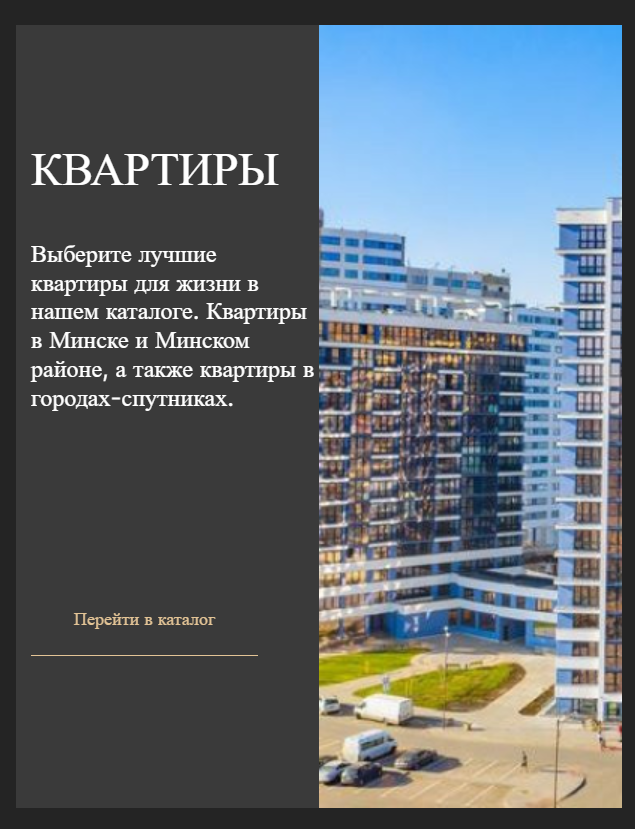 КВАРТИРЫ
Выберите лучшие
квартиры для жизни в
нашем каталоге. Квартиры
в Минске и Минском
районе, а также квартиры в
городах-спутниках.
Перейти в каталог